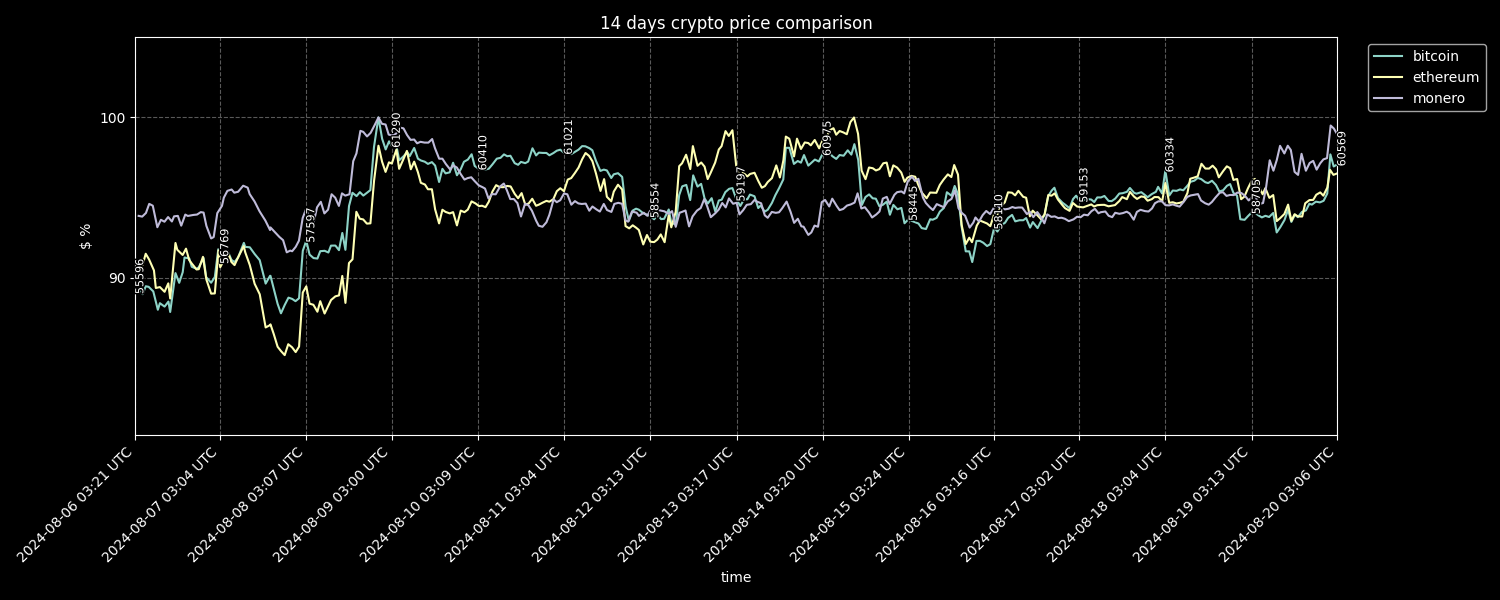 14 days crypto price comparison
bitcoin
ethereum
monero
100
90
$ %
55596
56769
57597
61290
60410
61021
58554
59197
60975
58445
58110
59153
60334
58705
60569
2024-08-06 03:21 UTC
2024-08-07 03:04 UTC
2024-08-08 03:07 UTC
2024-08-09 03:00 UTC
2024-08-10 03:09 UTC
2024-08-11 03:04 UTC
2024-08-12 03:13 UTC
2024-08-13 03:17 UTC
2024-08-14 03:20 UTC
2024-08-15 03:24 UTC
2024-08-16 03:16 UTC
2024-08-17 03:02 UTC
2024-08-18 03:04 UTC
2024-08-19 03:13 UTC
2024-08-20 03:06 UTC
time